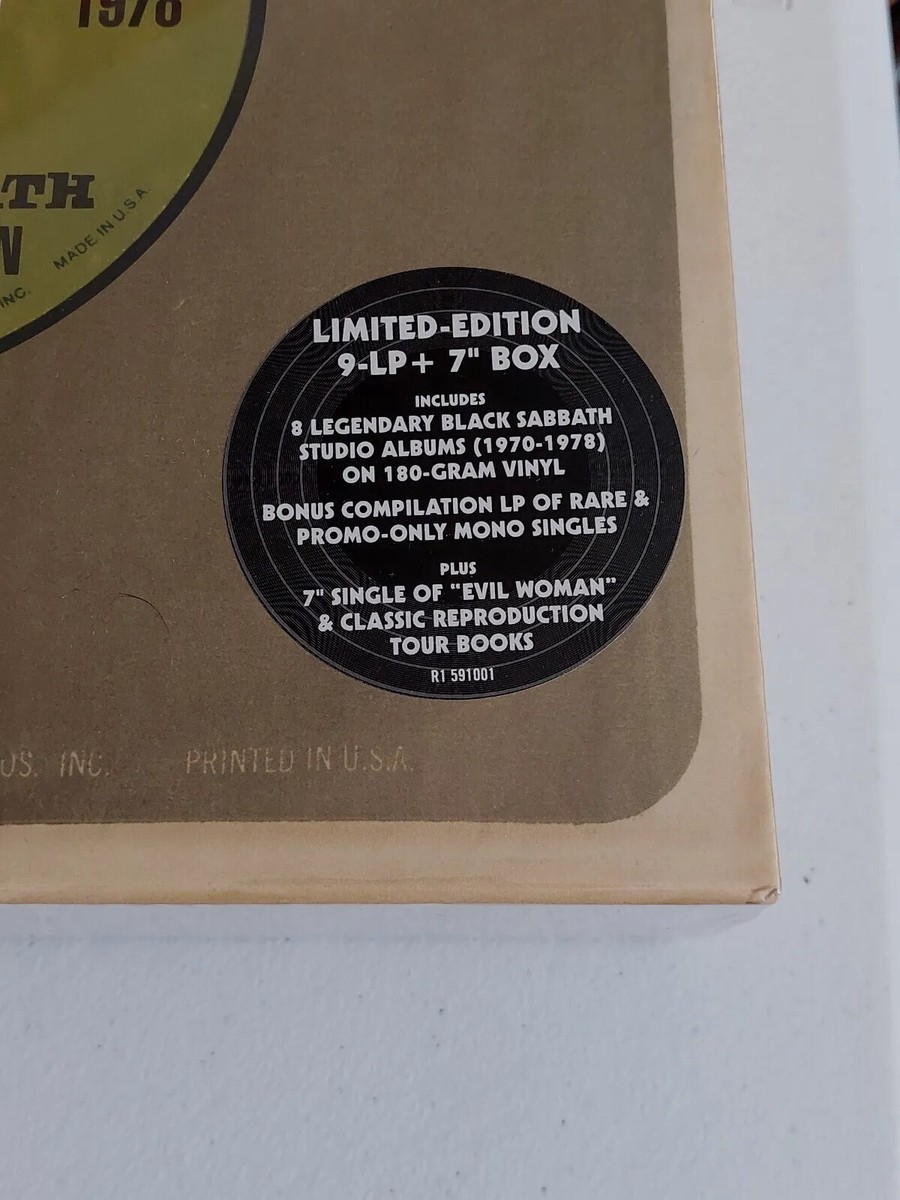 1978
MADE IN U.S.A.
INC.
LIMITED-EDITION
9-LP+ 7" BOX
INCLUDES
8 LEGENDARY BLACK SABBATH
STUDIO ALBUMS (1970-1978)
ON 180-GRAM VINYL
BONUS COMPILATION LP OF RARE &
PROMO-ONLY MONO SINGLES
PLUS
7" SINGLE OF "EVIL WOMAN"
& CLASSIC REPRODUCTION
TOUR BOOKS
R1 591001
INC. PRINTED IN U.S.A.